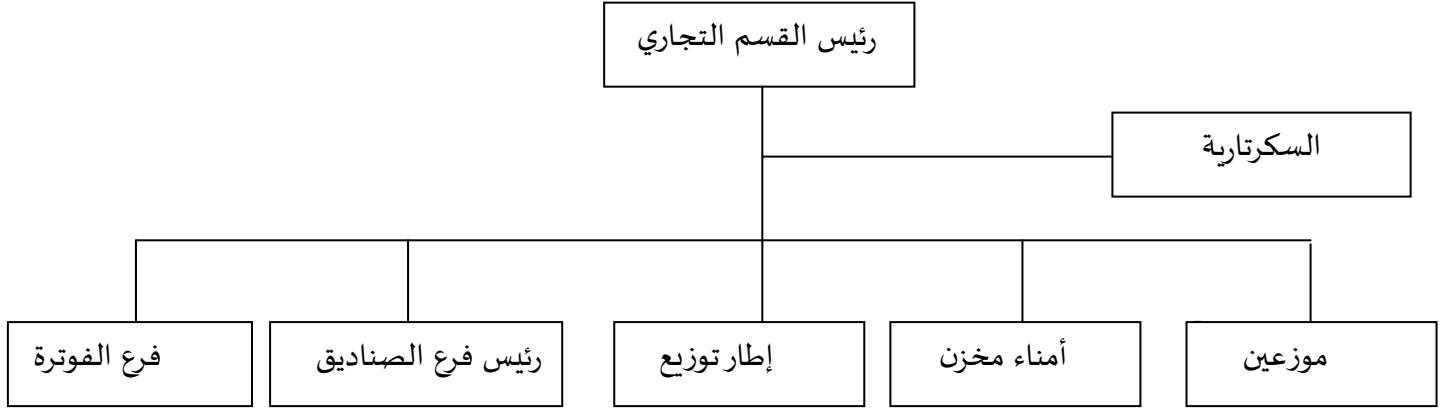 رئيس القسم التجاري
السكرتارية
موزعين
أمناء مخزن
إطار توزيع
رئيس فرع الصناديق
فرع الفوترة